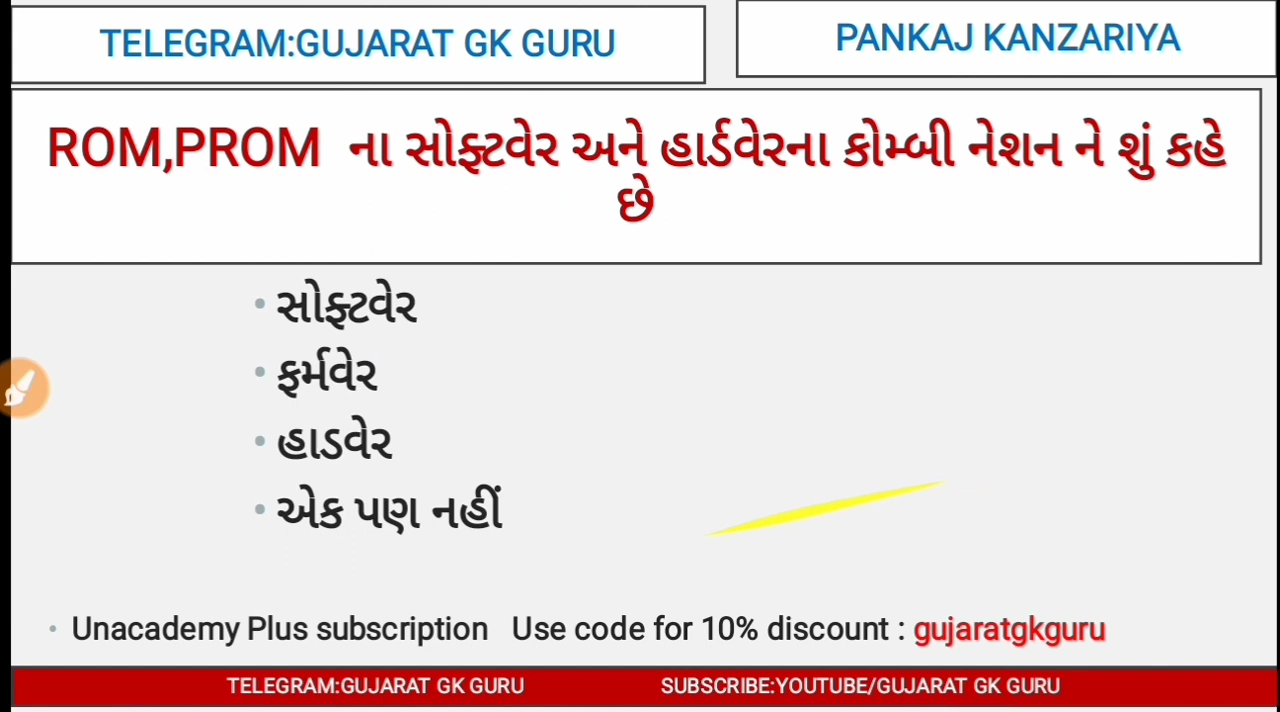 TELEGRAM:GUJARAT GK GURU
PANKAJ KANZARIYA
ROM,PROM ના સોફ્ટવેર અને હાર્ડવેરના કોમ્બી નેશન ને શું કહે
છે
• સોફ્ટવેર
• ફર્મવેર
• હાડવેર
• એક પણ નહીં
• Unacademy Plus subscription Use code for 10% discount : gujaratgkguru
TELEGRAM:GUJARAT GK GURU SUBSCRIBE:YOUTUBE/GUJARAT GK GURU